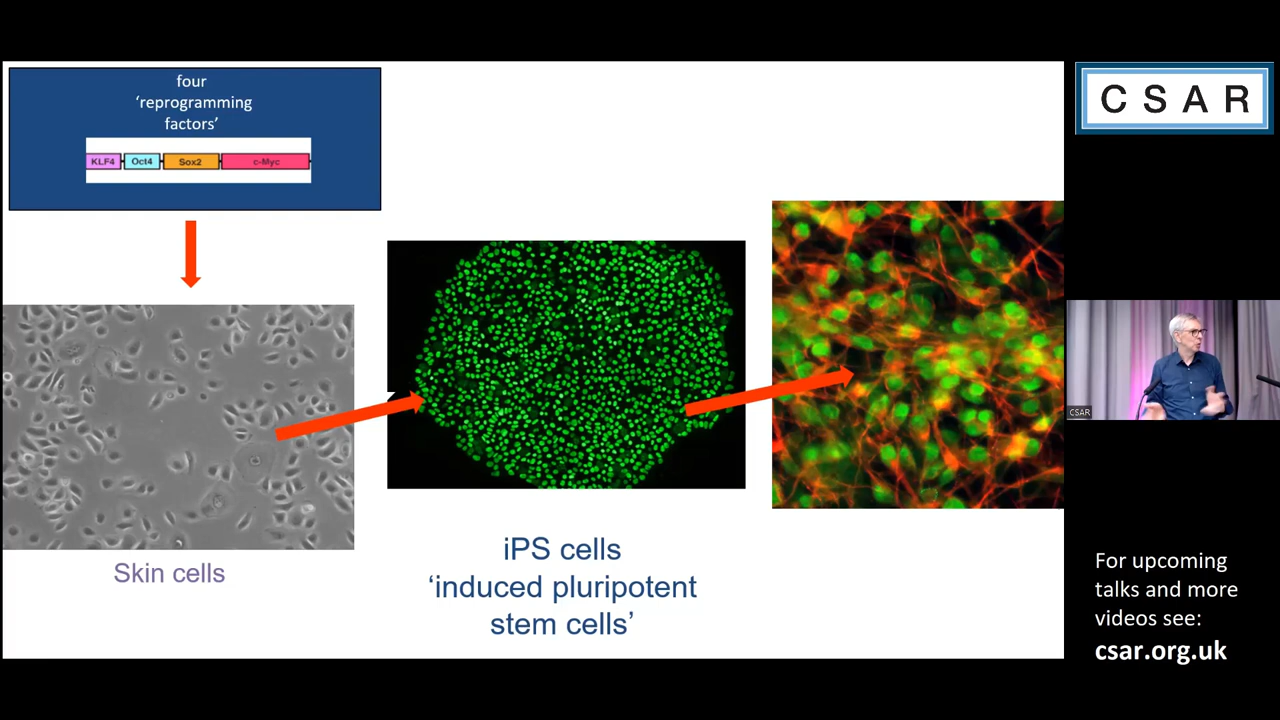 four
‘reprogramming
factors’
KLF4 Oct4 Sox2 c-Myc
Skin cells
iPS cells
‘induced pluripotent
stem cells’
CSAR
CSAR
For upcoming
talks and more
videos see:
csar.org.uk